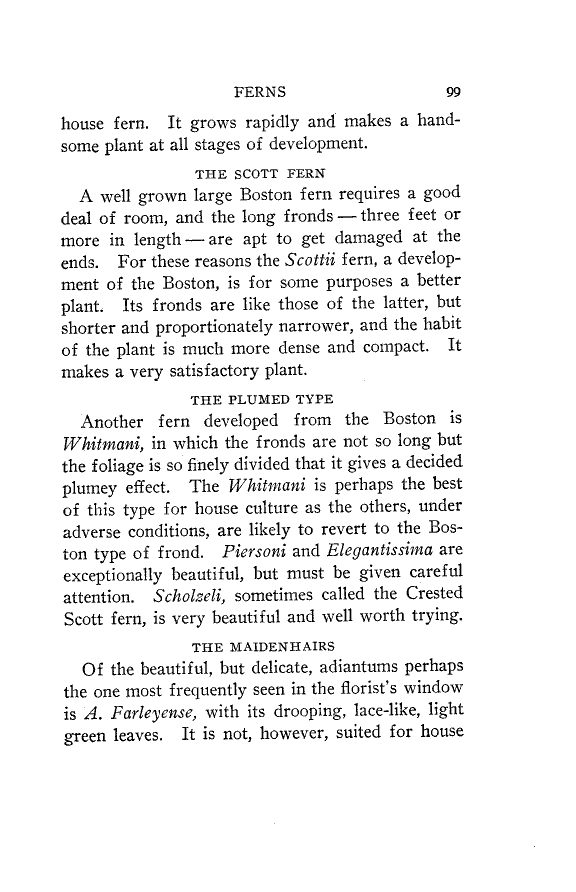 FERNS 99
house fern. It grows rapidly and makes a hand-
some plant at all stages of development.
THE SCOTT FERN
A well grown large Boston fern requires a good
deal of room, and the long fronds — three feet or
more in length — are apt to get damaged at the
ends. For these reasons the Scottii fern, a develop-
ment of the Boston, is for some purposes a better
plant. Its fronds are like those of the latter, but
shorter and proportionately narrower, and the habit
of the plant is much more dense and compact. It
makes a very satisfactory plant.
THE PLUMED TYPE
Another fern developed from the Boston is
Whitmani, in which the fronds are not so long but
the foliage is so finely divided that it gives a decided
plumey effect. The Whitmani is perhaps the best
of this type for house culture as the others, under
adverse conditions, are likely to revert to the Bos-
ton type of frond. Piersoni and Elegantissima are
exceptionally beautiful, but must be given careful
attention. Scholzeli, sometimes called the Crested
Scott fern, is very beautiful and well worth trying.
THE MAIDENHAIRS
Of the beautiful, but delicate, adiantums perhaps
the one most frequently seen in the florist's window
is A. Farleyense, with its drooping, lace-like, light
green leaves. It is not, however, suited for house